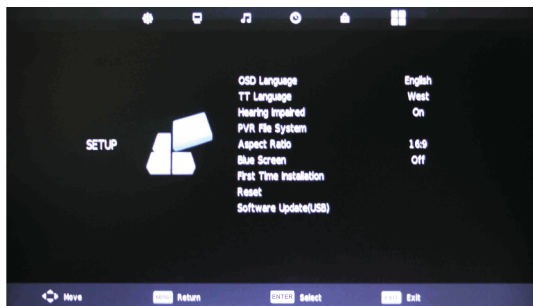 OSD Language English
TT Language West
Hearing Impaired On
PVR File System
SETUP
Aspect Ratio 16:9
Blue Screen Off
First Time Installation
Reset
Software Update(USB)
Move MENU Return ENTER Select EXIT Exit